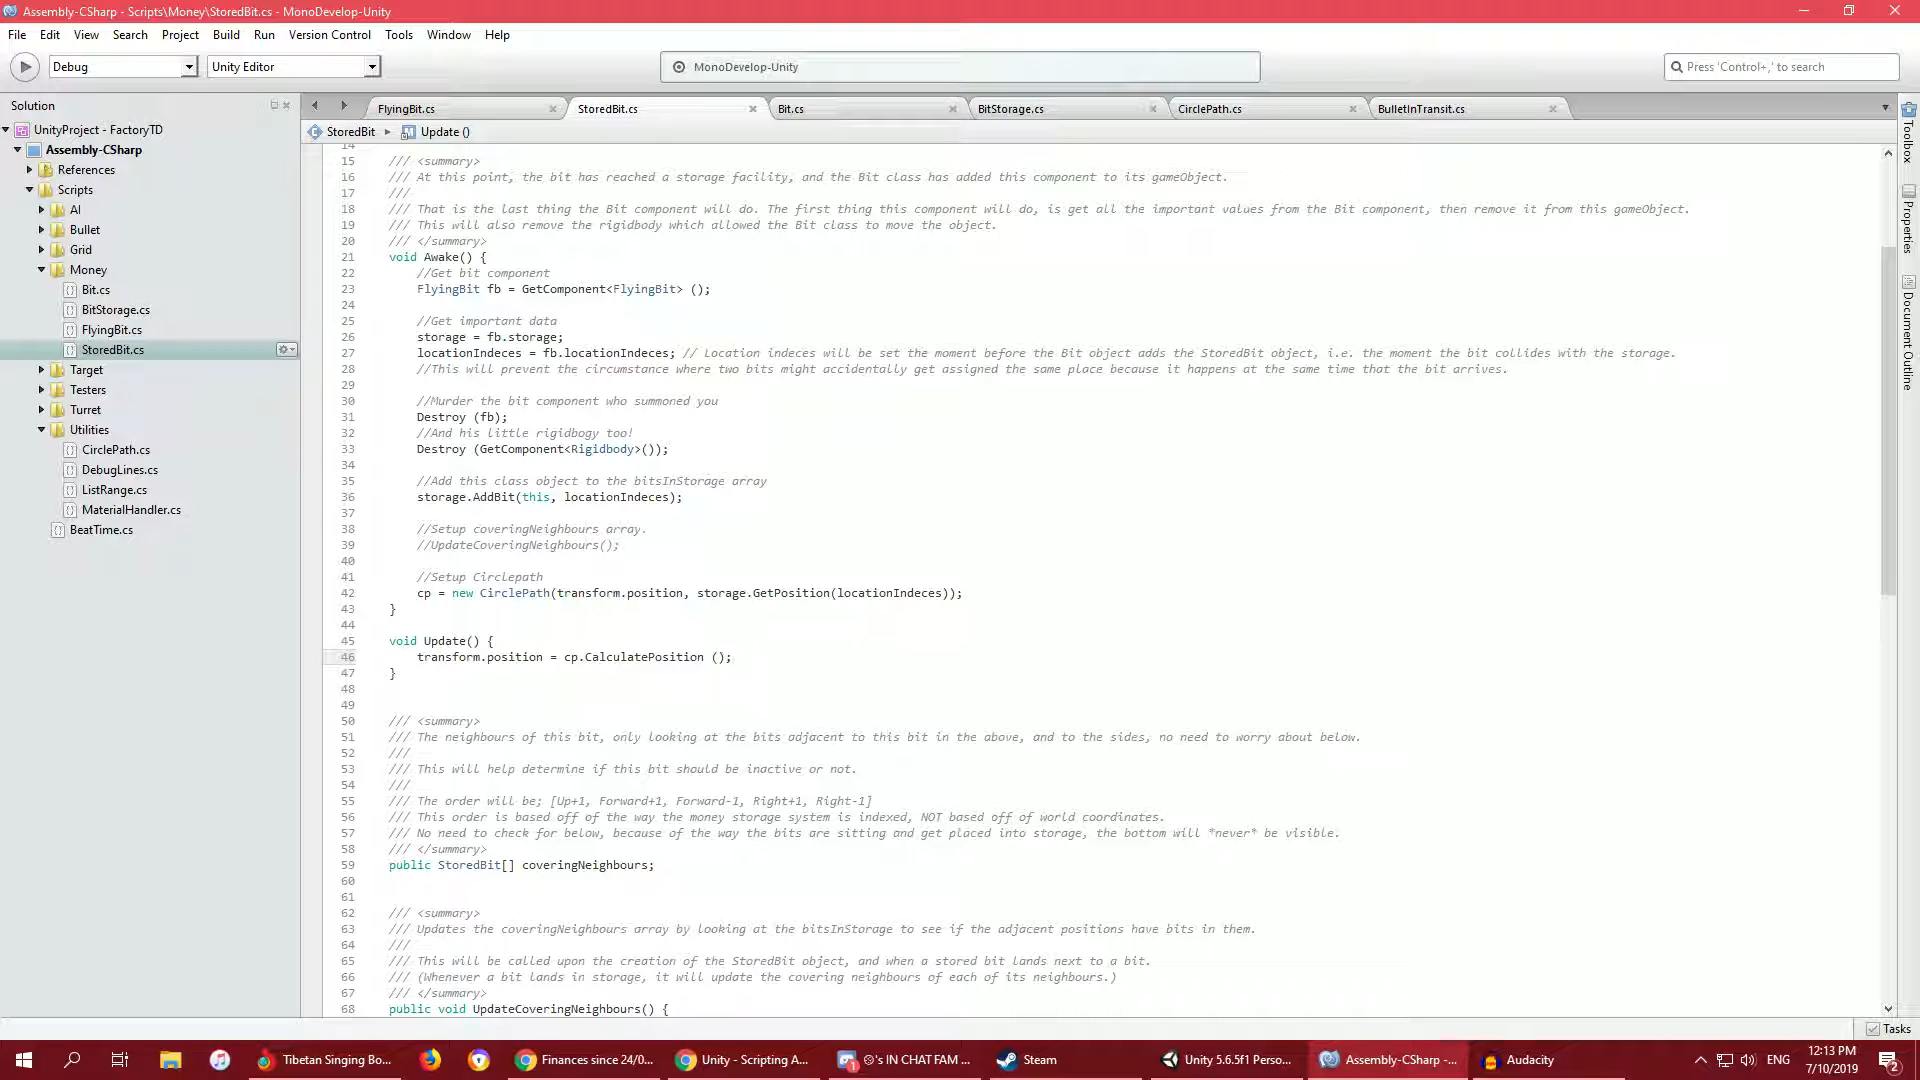 Assembly-CSharp - Scripts\Money\StoredBit.cs - MonoDevelop-Unity
File Edit View Search Project Build Run Version Control Tools Window Help
Debug Unity Editor MonoDevelop-Unity Press 'Control+,' to search
Solution
UnityProject - FactoryTD
Assembly-CSharp
References
Scripts
AI
Bullet
Grid
Money
Bit.cs
BitStorage.cs
FlyingBit.cs
StoredBit.cs
Target
Testers
Turret
Utilities
CirclePath.cs
DebugLines.cs
ListRange.cs
MaterialHandler.cs
BeatTime.cs
FlyingBit.cs StoredBit.cs Bit.cs BitStorage.cs CirclePath.cs BulletInTransit.cs
StoredBit Update ()
14
15 /// <summary>
16 /// At this point, the bit has reached a storage facility, and the Bit class has added this component to its gameObject.
17 ///
18 /// That is the last thing the Bit component will do. The first thing this component will do, is get all the important values from the Bit component, then remove it from this gameObject.
19 /// This will also remove the rigidbody which allowed the Bit class to move the object.
20 /// </summary>
21 void Awake() {
22 //Get bit component
23 FlyingBit fb = GetComponent<FlyingBit> ();
24
25 //Get important data
26 storage = fb.storage;
27 locationIndeces = fb.locationIndeces; // Location indeces will be set the moment before the Bit object adds the StoredBit object, i.e. the moment the bit collides with the storage.
28 //This will prevent the circumstance where two bits might accidentally get assigned the same place because it happens at the same time that the bit arrives.
29
30 //Murder the bit component who summoned you
31 Destroy (fb);
32 //And his little rigidbogy too!
33 Destroy (GetComponent<Rigidbody>());
34
35 //Add this class object to the bitsInStorage array
36 storage.AddBit(this, locationIndeces);
37
38 //Setup coveringNeighbours array.
39 //UpdateCoveringNeighbours();
40
41 //Setup Circlepath
42 cp = new CirclePath(transform.position, storage.GetPosition(locationIndeces));
43 }
44
45 void Update() {
46 transform.position = cp.CalculatePosition ();
47 }
48
49
50 /// <summary>
51 /// The neighbours of this bit, only looking at the bits adjacent to this bit in the above, and to the sides, no need to worry about below.
52 ///
53 /// This will help determine if this bit should be inactive or not.
54 ///
55 /// The order will be; [Up+1, Forward+1, Forward-1, Right+1, Right-1]
56 /// This order is based off of the way the money storage system is indexed, NOT based off of world coordinates.
57 /// No need to check for below, because of the way the bits are sitting and get placed into storage, the bottom will *never* be visible.
58 /// </summary>
59 public StoredBit[] coveringNeighbours;
60
61
62 /// <summary>
63 /// Updates the coveringNeighbours array by looking at the bitsInStorage to see if the adjacent positions have bits in them.
64 ///
65 /// This will be called upon the creation of the StoredBit object, and when a stored bit lands next to a bit.
66 /// (Whenever a bit lands in storage, it will update the covering neighbours of each of its neighbours.)
67 /// </summary>
68 public void UpdateCoveringNeighbours() {
Toolbox
Properties
Document Outline
Tasks
Tibetan Singing Bo... Finances since 24/0... Unity - Scripting A... 's IN CHAT FAM ... Steam Unity 5.6.5f1 Perso... Assembly-CSharp -... Audacity ENG 12:13 PM
7/10/2019 2